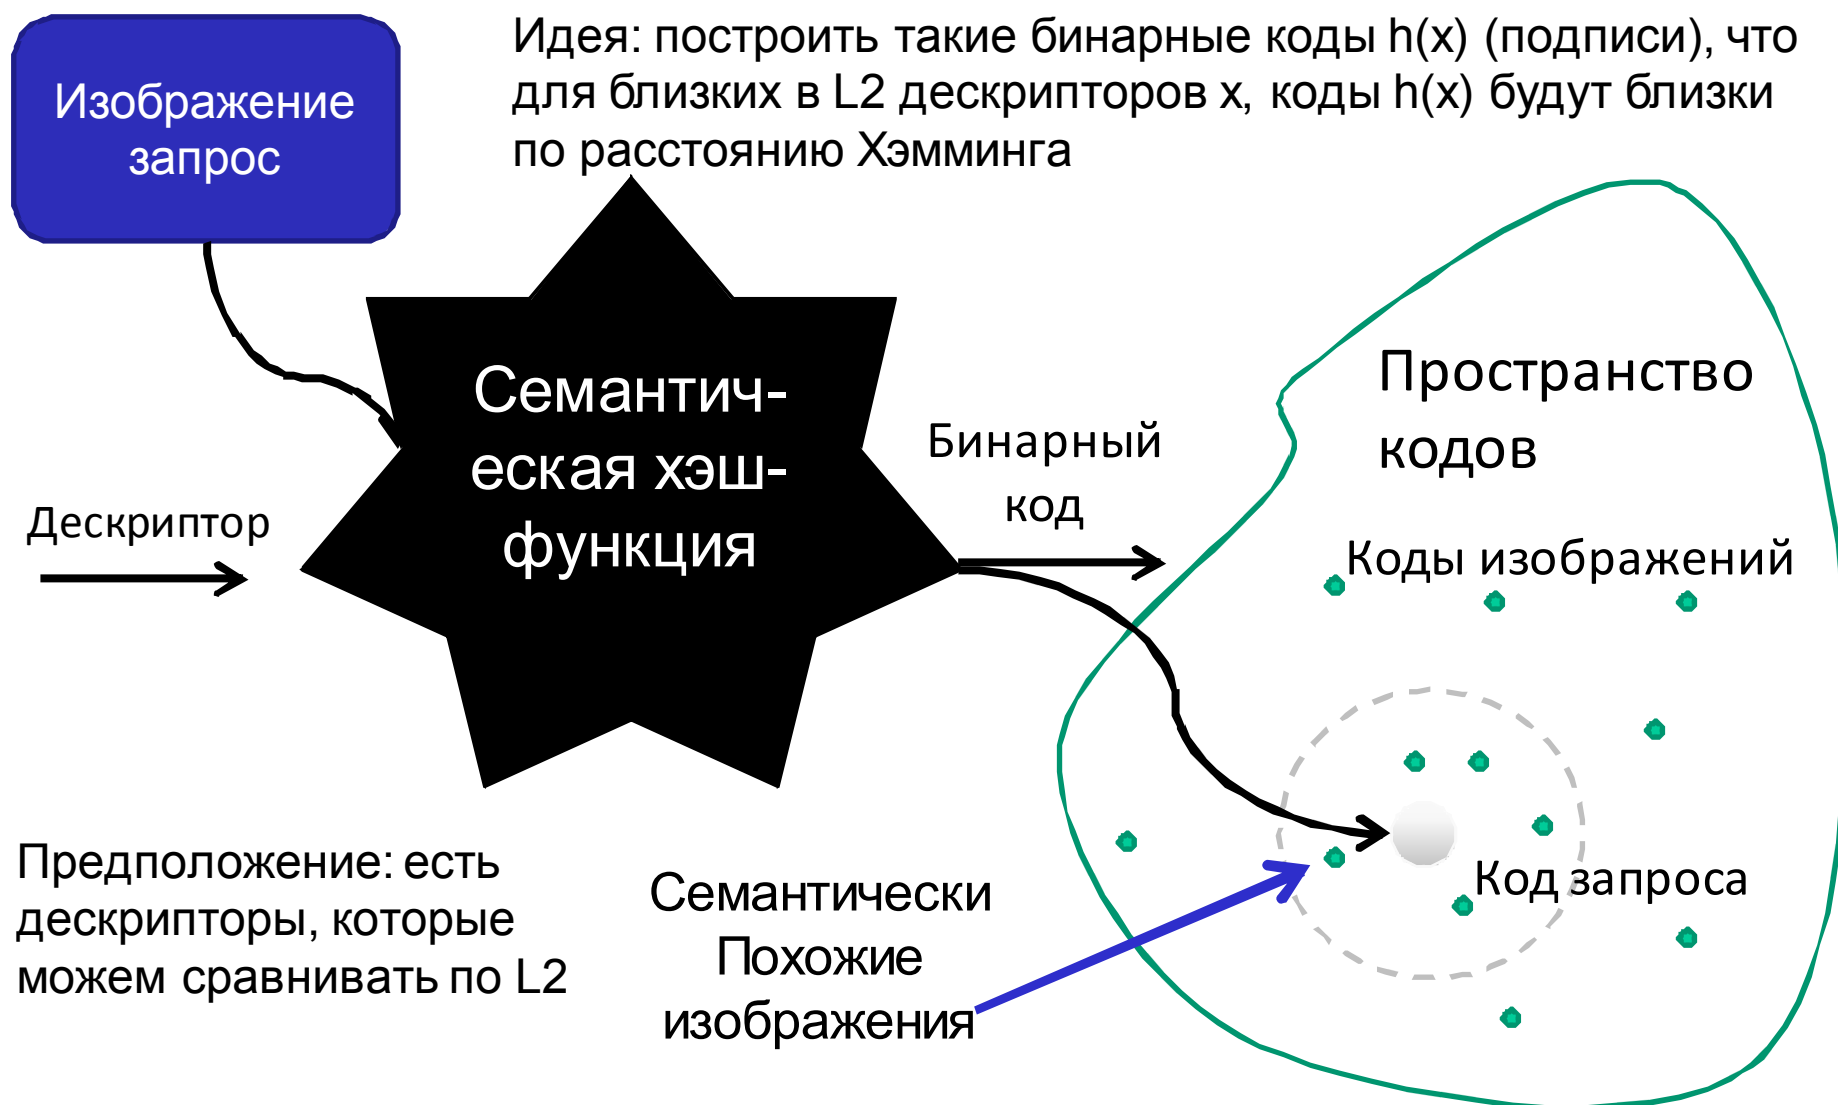 Изображение
запрос
Идея: построить такие бинарные коды h(x) (подписи), что
для близких в L2 дескрипторов x, коды h(x) будут близки
по расстоянию Хэмминга
Семантич-
еская хэш-
функция
Дескриптор
Бинарный
код
Пространство
кодов
Коды изображений
Код запроса
Предположение: есть
дескрипторы, которые
можем сравнивать по L2
Семантически
Похожие
изображения